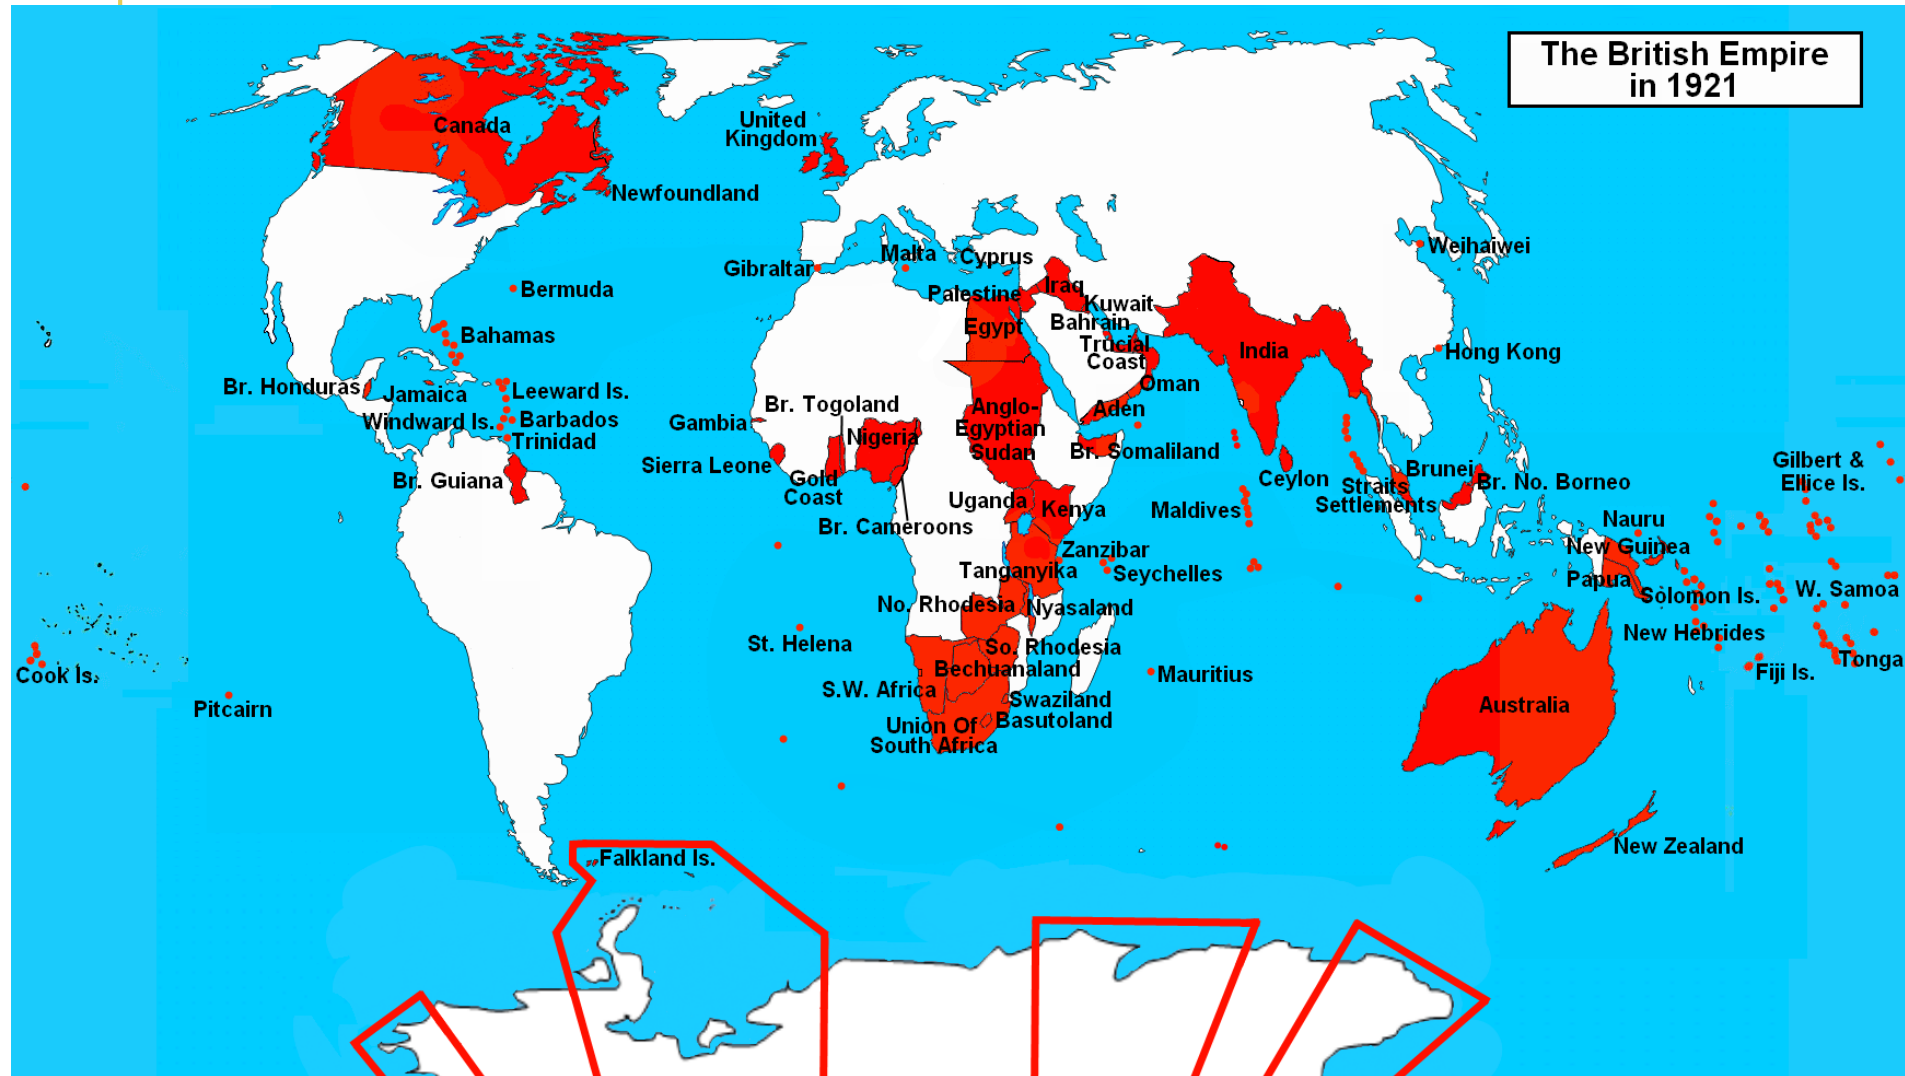 The British Empire
in 1921
Canada
United
Kingdom
Newfoundland
Weihaiwei
Malta
Cyprus
Gibraltar
Iraq
Bermuda
Palestine
Kuwait
Egypt
Bahrain
Bahamas
Trucial
Coast
India
Hong Kong
Br. Honduras
Jamaica
Leeward Is.
Oman
Br. Togoland
Anglo-
Egyptian
Sudan
Aden
Windward Is.
Barbados
Trinidad
Gambia
Nigeria
Br. Somaliland
Sierra Leone
Gold
Coast
Br. Guiana
Ceylon
Brunei
Straits
Settlements
Br. No. Borneo
Gilbert &
Ellice Is.
Uganda
Kenya
Maldives
Br. Cameroons
Nauru
New Guinea
Zanzibar
Tanganyika
Seychelles
Papua
Solomon Is.
W. Samoa
No. Rhodesia
Nyasaland
New Hebrides
St. Helena
So. Rhodesia
Bechuanaland
Mauritius
Fiji Is.
Tonga
Cook Is.
S.W. Africa
Swaziland
Basutoland
Pitcairn
Union Of
South Africa
Australia
New Zealand
Falkland Is.